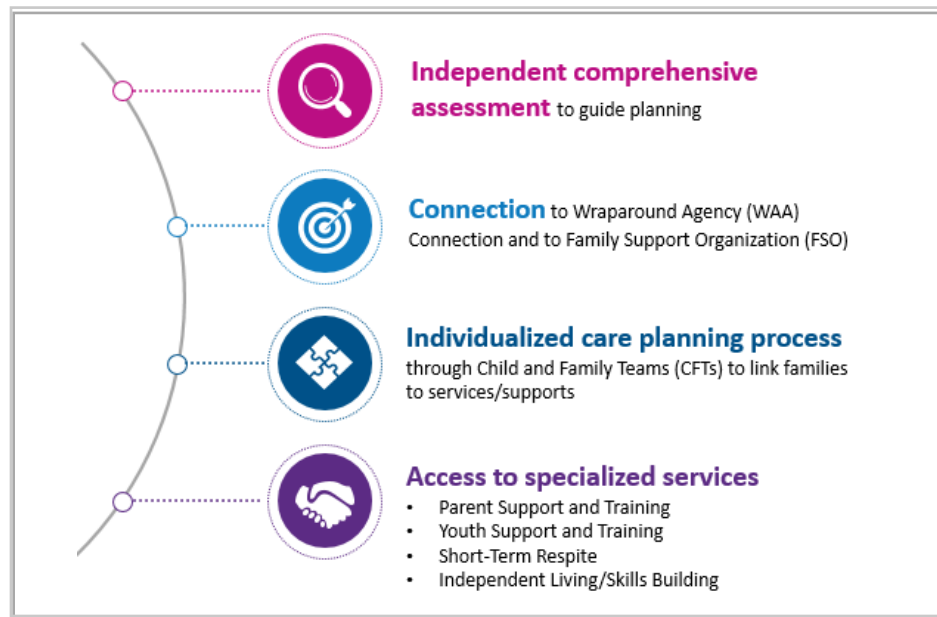 Independent comprehensive
assessment to guide planning
Connection to Wraparound Agency (WAA)
Connection and to Family Support Organization (FSO)
Individualized care planning process
through Child and Family Teams (CFTs) to link families
to services/supports
Access to specialized services
• Parent Support and Training
• Youth Support and Training
• Short-Term Respite
• Independent Living/Skills Building